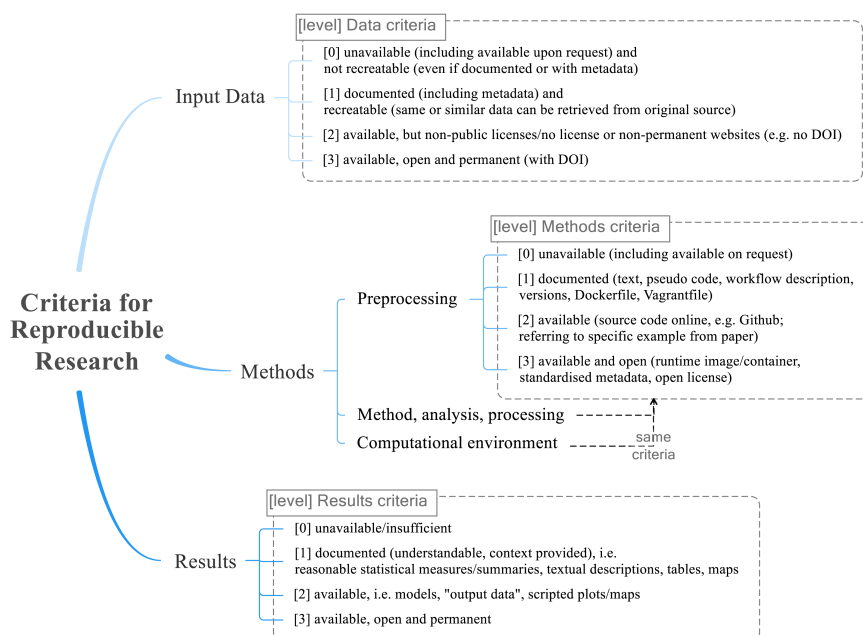 [level] Data criteria
[0] unavailable (including available upon request) and
not recreatable (even if documented or with metadata)
Input Data
[1] documented (including metadata) and
recreatable (same or similar data can be retrieved from original source)
[2] available, but non-public licenses/no license or non-permanent websites (e.g. no DOI)
[3] available, open and permanent (with DOI)
[level] Methods criteria
[0] unavailable (including available on request)
[1] documented (text, pseudo code, workflow description,
versions, Dockerfile, Vagrantfile)
Preprocessing
[2] available (source code online, e.g. Github;
referring to specific example from paper)
[3] available and open (runtime image/container,
standardised metadata, open license)
Criteria for
Reproducible
Research
Methods
Method, analysis, processing
Computational environment
same
criteria
[level] Results criteria
[0] unavailable/insufficient
[1] documented (understandable, context provided), i.e.
reasonable statistical measures/summaries, textual descriptions, tables, maps
Results
[2] available, i.e. models, "output data", scripted plots/maps
[3] available, open and permanent